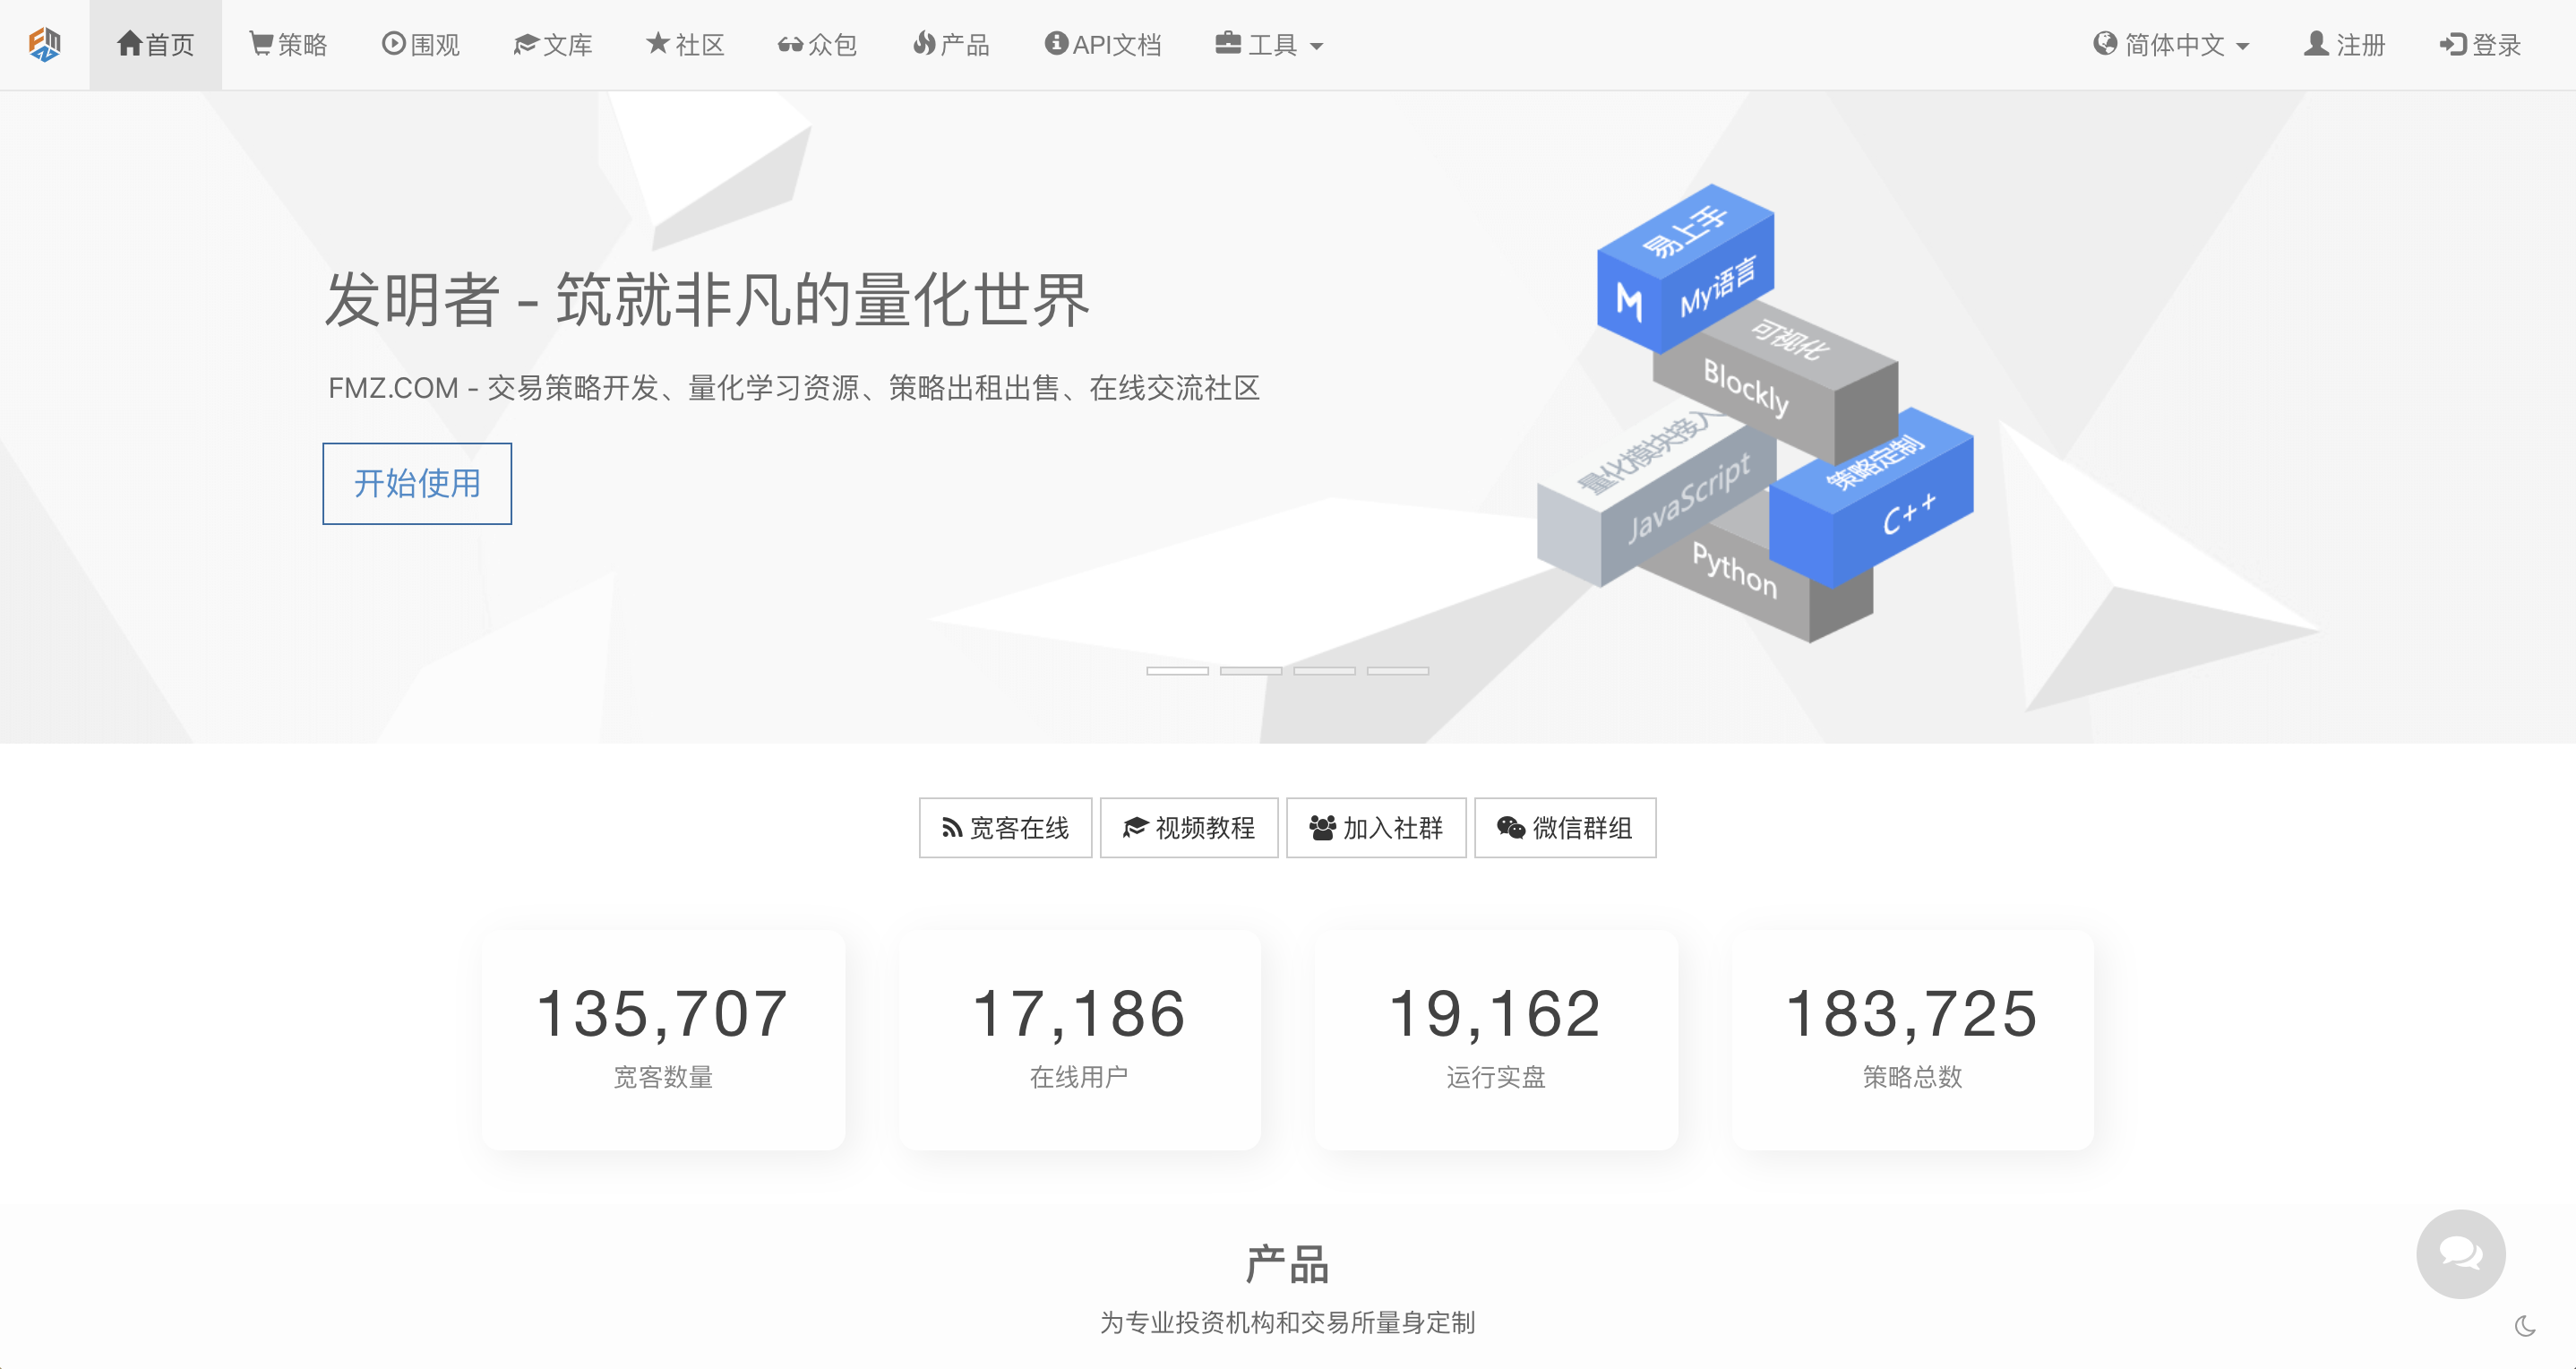 首页 策略 围观 文库 社区 众包 产品 API文档 工具 简体中文 注册 登录
发明者 - 筑就非凡的量化世界
FMZ.COM - 交易策略开发、量化学习资源、策略出租出售、在线交流社区
开始使用
易上手
M My语言
可视化
Blockly
量化模块接入
JavaScript
策略定制
C++
Python
宽客在线 视频教程 加入社群 微信群组
135,707 17,186 19,162 183,725
宽客数量 在线用户 运行实盘 策略总数
产品
为专业投资机构和交易所量身定制